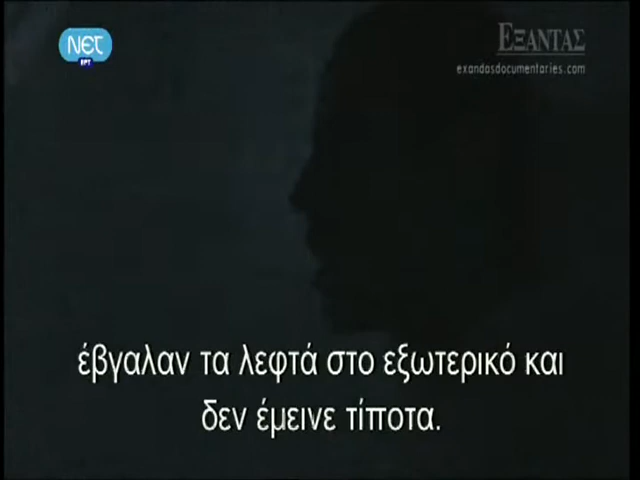 NET
ΕΡΤ
ΕΞΑΝΤΑΣ
exandasdocumentaries.com
έβγαλαν τα λεφτά στο εξωτερικό και
δεν έμεινε τίποτα.